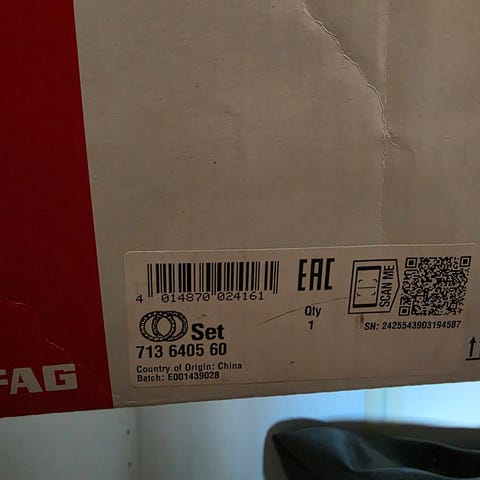 4 014870 024161
EAC
Qty
1
SCAN ME
SN: 2425543903194587
Set
713 6405 60
Country of Origin: China
Batch: E001439028
FAG